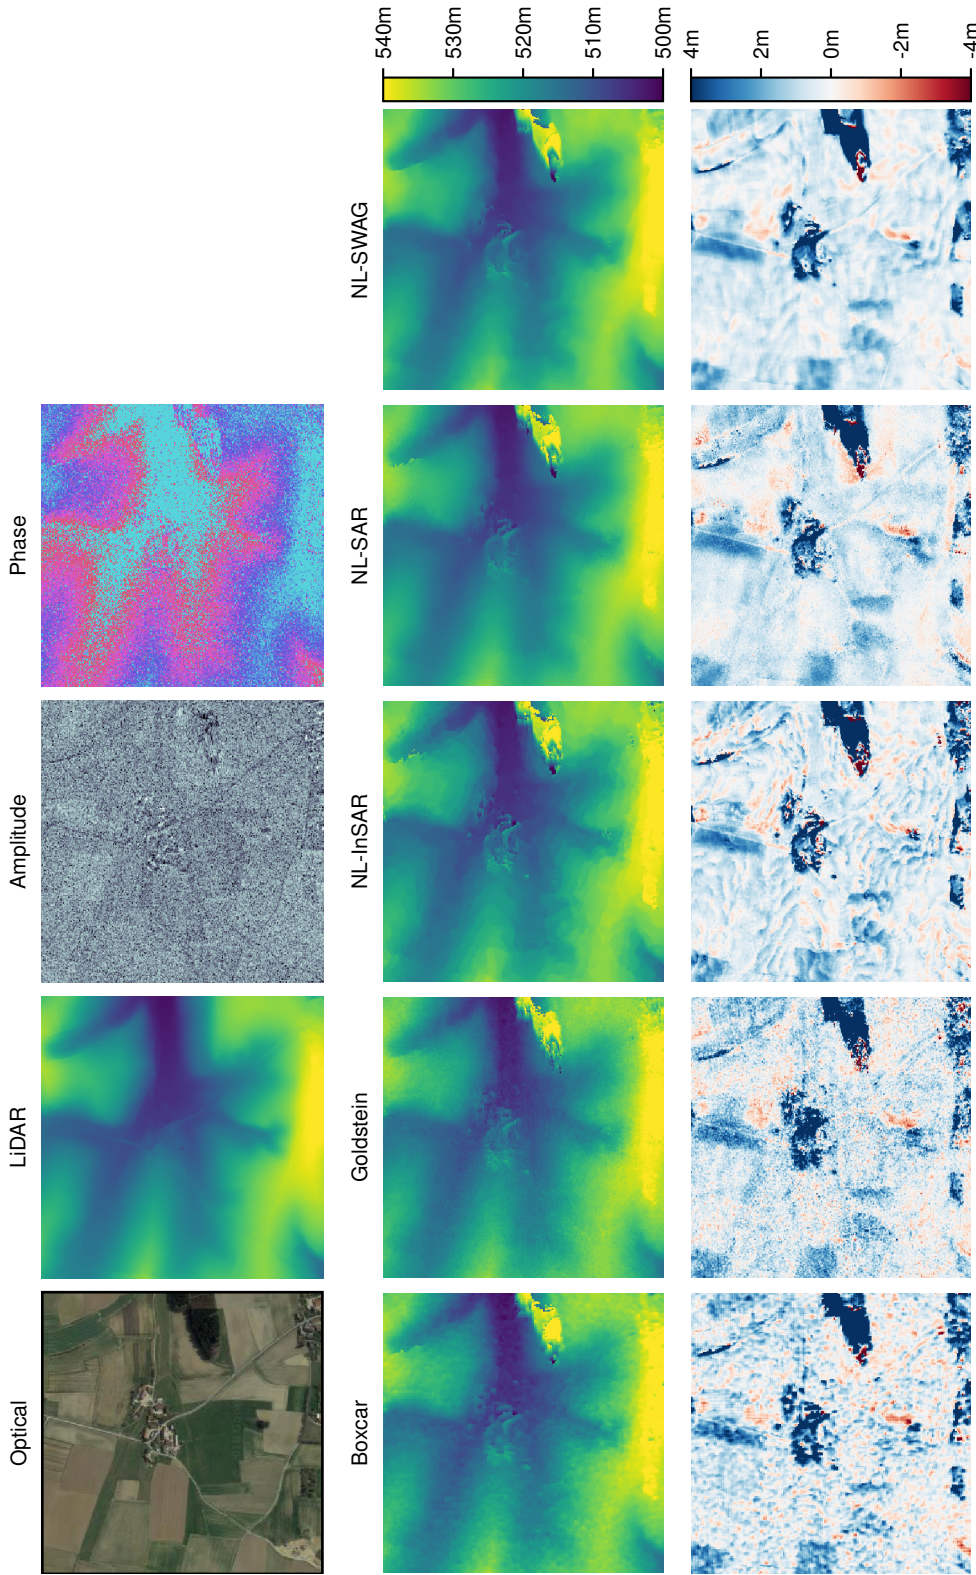 Optical
LiDAR
Amplitude
Phase
Boxcar
Goldstein
NL-InSAR
NL-SAR
NL-SWAG
540m
530m
520m
510m
500m
4m
2m
0m
-2m
-4m